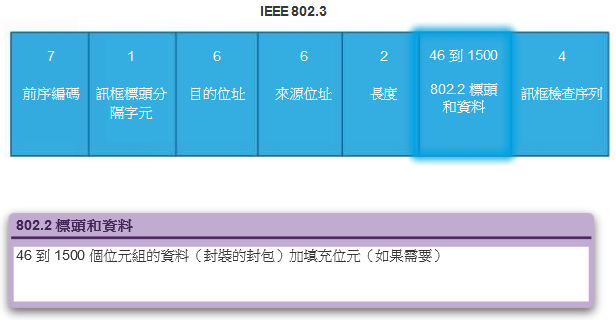 IEEE 802.3
7
前序編碼
1
訊框標頭分
隔字元
6
目的位址
6
來源位址
2
長度
46 到 1500
802.2 標頭
和資料
4
訊框檢查序列
802.2 標頭和資料
46 到 1500 個位元組的資料（封裝的封包）加填充位元（如果需要）